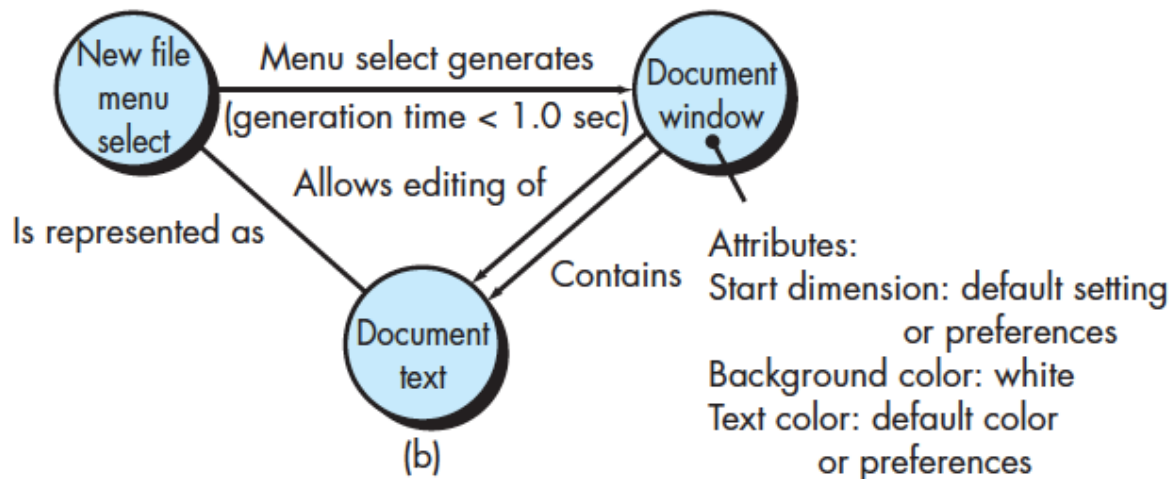 New file
menu
select
Menu select generates
(generation time < 1.0 sec)
Document
window
Allows editing of
Is represented as
Contains
Document
text
Attributes:
Start dimension: default setting
or preferences
Background color: white
Text color: default color
or preferences
(b)